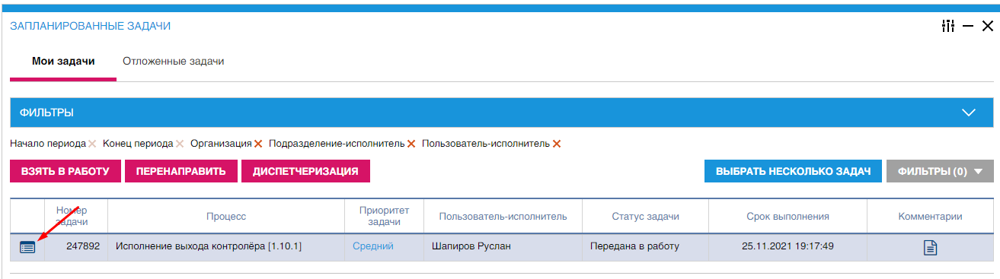 ЗАПЛАНИРОВАННЫЕ ЗАДАЧИ
Мои задачи Отложенные задачи
ФИЛЬТРЫ
Начало периода Конец периода Организация Подразделение-исполнитель Пользователь-исполнитель
ВЗЯТЬ В РАБОТУ ПЕРЕНАПРАВИТЬ ДИСПЕТЧЕРИЗАЦИЯ ВЫБРАТЬ НЕСКОЛЬКО ЗАДАЧ ФИЛЬТРЫ (0)
Номер задачи Процесс Приоритет задачи Пользователь-исполнитель Статус задачи Срок выполнения Комментарии
247892 Исполнение выхода контролёра [1.10.1] Средний Шапиров Руслан Передана в работу 25.11.2021 19:17:49